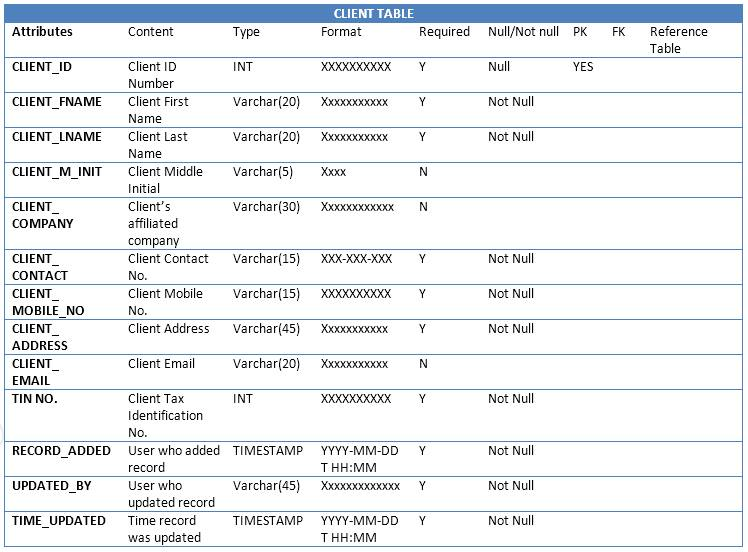 CLIENT TABLE
Attributes Content Type Format Required Null/Not null PK FK Reference
Table
CLIENT_ID Client ID INT XXXXXXXXXX Y Null YES
Number
CLIENT_FNAME Client First Varchar(20) Xxxxxxxxxxx Y Not Null
Name
CLIENT_LNAME Client Last Varchar(20) Xxxxxxxxxxx Y Not Null
Name
CLIENT_M_INIT Client Middle Varchar(5) Xxxx N
Initial
CLIENT_ Client’s Varchar(30) Xxxxxxxxxxxx N
COMPANY affiliated
company
CLIENT_ Client Contact Varchar(15) XXX-XXX-XXX Y Not Null
CONTACT No.
CLIENT_ Client Mobile Varchar(15) XXXXXXXXXX Y Not Null
MOBILE_NO No.
CLIENT_ Client Address Varchar(45) Xxxxxxxxxxx Y Not Null
ADDRESS
CLIENT_ Client Email Varchar(20) Xxxxxxxxxxx N
EMAIL
TIN NO. Client Tax INT XXXXXXXXXX Y Not Null
Identification
No.
RECORD_ADDED User who added TIMESTAMP YYYY-MM-DD Y Not Null
record T HH:MM
UPDATED_BY User who Varchar(45) Xxxxxxxxxxxxx Y Not Null
updated record
TIME_UPDATED Time record TIMESTAMP YYYY-MM-DD Y Not Null
was updated T HH:MM